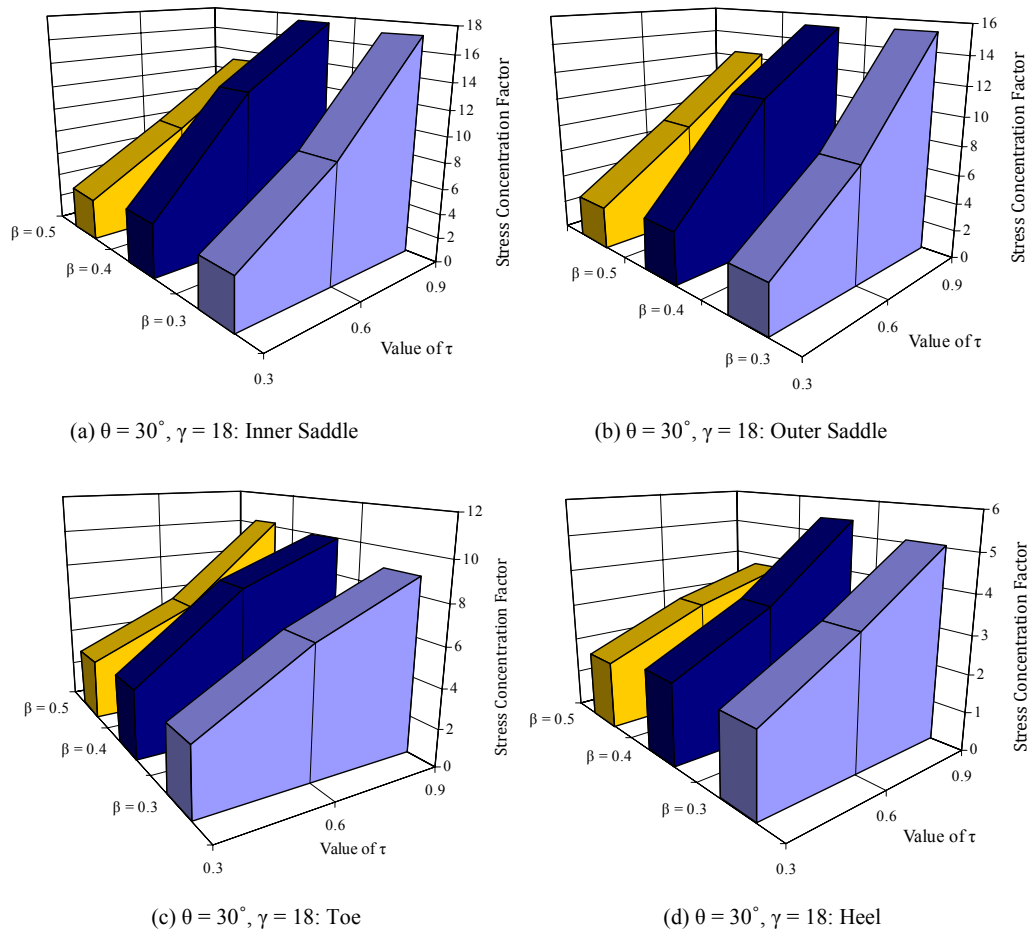 18
16
14
12
10
8
6
4
2
0
Stress Concentration Factor
β = 0.5
β = 0.4
β = 0.3
0.9
0.6
0.3
Value of τ
(a) θ = 30˚, γ = 18: Inner Saddle
16
14
12
10
8
6
4
2
0
Stress Concentration Factor
β = 0.5
β = 0.4
β = 0.3
0.9
0.6
0.3
Value of τ
(b) θ = 30˚, γ = 18: Outer Saddle
12
10
8
6
4
2
0
Stress Concentration Factor
β = 0.5
β = 0.4
β = 0.3
0.9
0.6
0.3
Value of τ
(c) θ = 30˚, γ = 18: Toe
6
5
4
3
2
1
0
Stress Concentration Factor
β = 0.5
β = 0.4
β = 0.3
0.9
0.6
0.3
Value of τ
(d) θ = 30˚, γ = 18: Heel